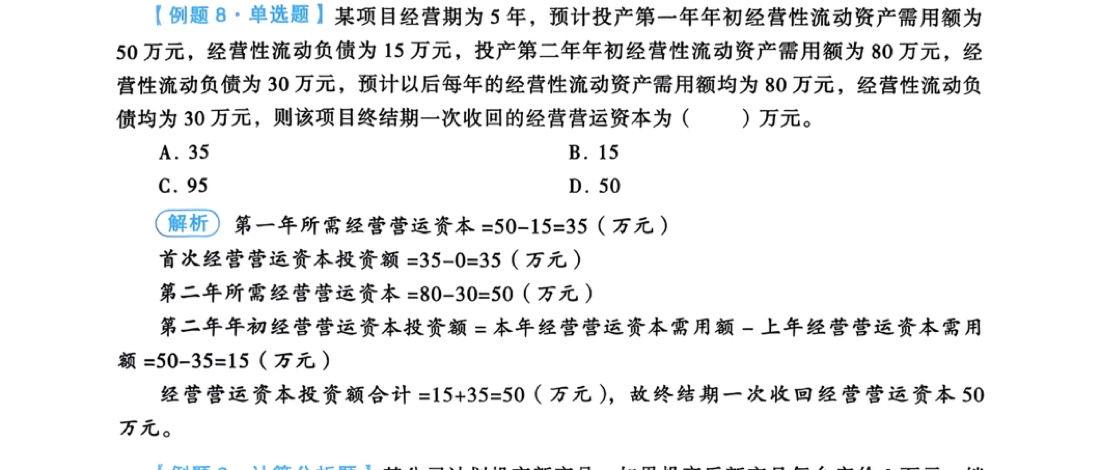 【例题 8·单选题】某项目经营期为 5 年，预计投产第一年年初经营性流动资产需用额为
50 万元，经营性流动负债为 15 万元，投产第二年年初经营性流动资产需用额为 80 万元，经
营性流动负债为 30 万元，预计以后每年的经营性流动资产需用额均为 80 万元，经营性流动负
债均为 30 万元，则该项目终结期一次收回的经营营运资本为（　　）万元。
A. 35　　B. 15
C. 95　　D. 50
解析 第一年所需经营营运资本 =50-15=35（万元）
首次经营营运资本投资额 =35-0=35（万元）
第二年所需经营营运资本 =80-30=50（万元）
第二年年初经营营运资本投资额 = 本年经营营运资本需用额 - 上年经营营运资本需用
额 =50-35=15（万元）
经营营运资本投资额合计 =15+35=50（万元），故终结期一次收回经营营运资本 50
万元。